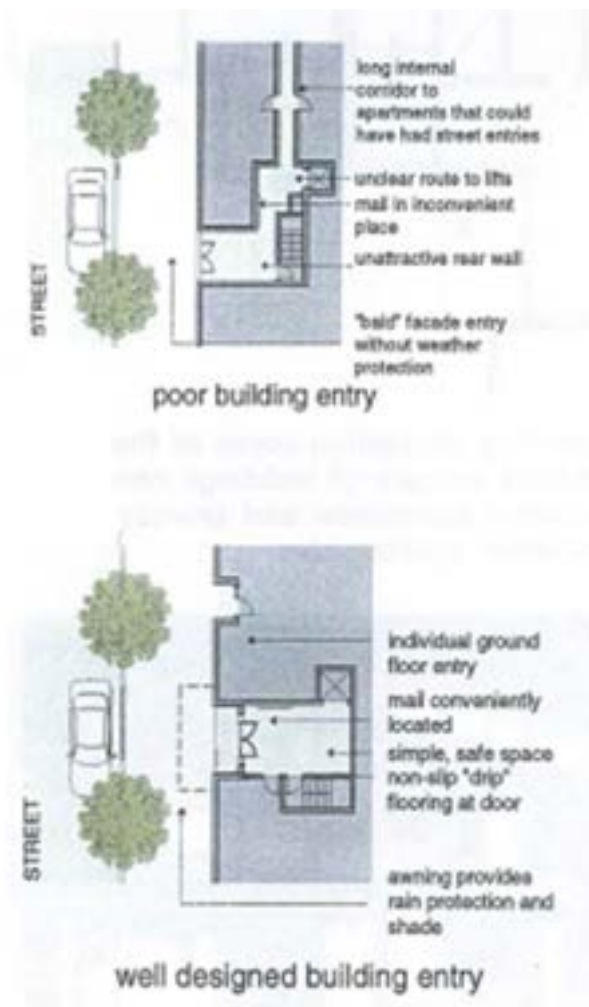 long internal
corridor to
apartments that could
have had street entries
unclear route to lifts
mail in inconvenient
place
unattractive rear wall
STREET
"bald" facade entry
without weather
protection
poor building entry
individual ground
floor entry
mail conveniently
located
simple, safe space
non-slip "drip"
flooring at door
STREET
awning provides
rain protection and
shade
well designed building entry